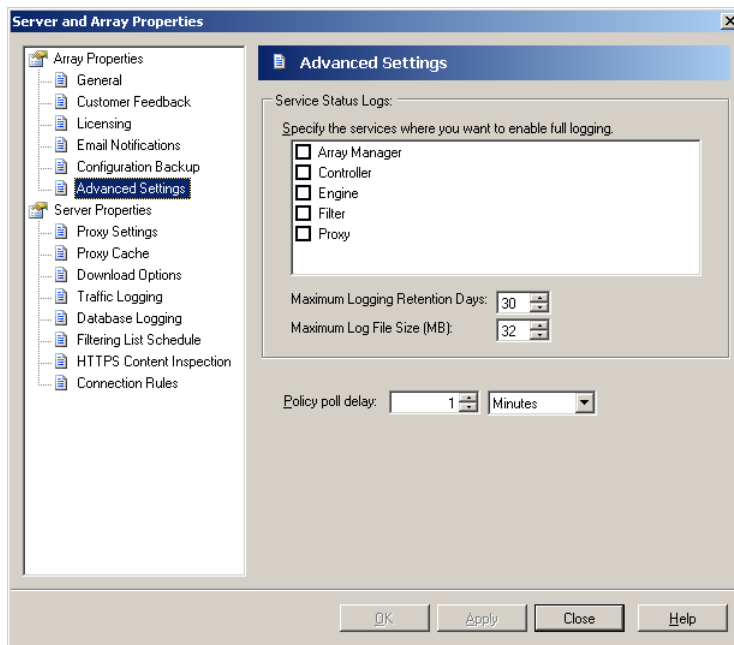 Server and Array Properties
Array Properties
General
Customer Feedback
Licensing
Email Notifications
Configuration Backup
Advanced Settings
Server Properties
Proxy Settings
Proxy Cache
Download Options
Traffic Logging
Database Logging
Filtering List Schedule
HTTPS Content Inspection
Connection Rules
Advanced Settings
Service Status Logs:
Specify the services where you want to enable full logging.
Array Manager
Controller
Engine
Filter
Proxy
Maximum Logging Retention Days: 30
Maximum Log File Size (MB): 32
Policy poll delay: 1 Minutes
OK Apply Close Help